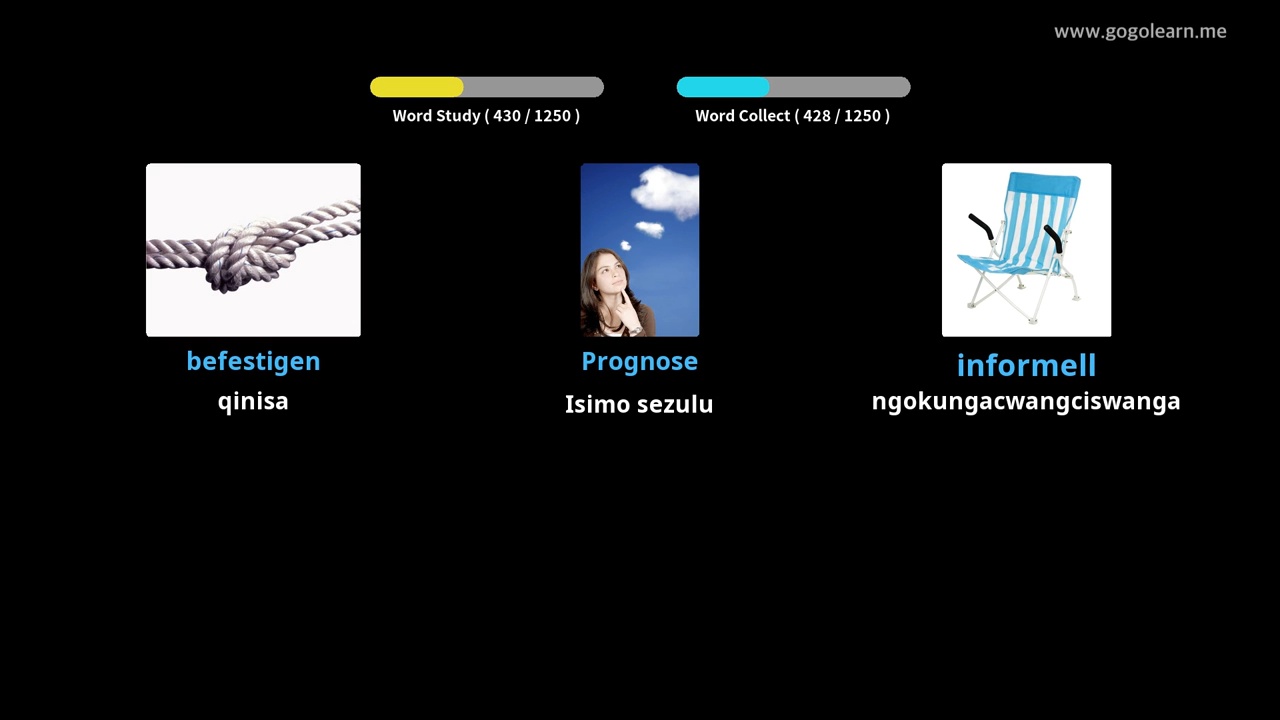 www.gogolearn.me
Word Study ( 430 / 1250 )
Word Collect ( 428 / 1250 )
befestigen
qinisa
Prognose
Isimo sezulu
informell
ngokungacwangciswanga